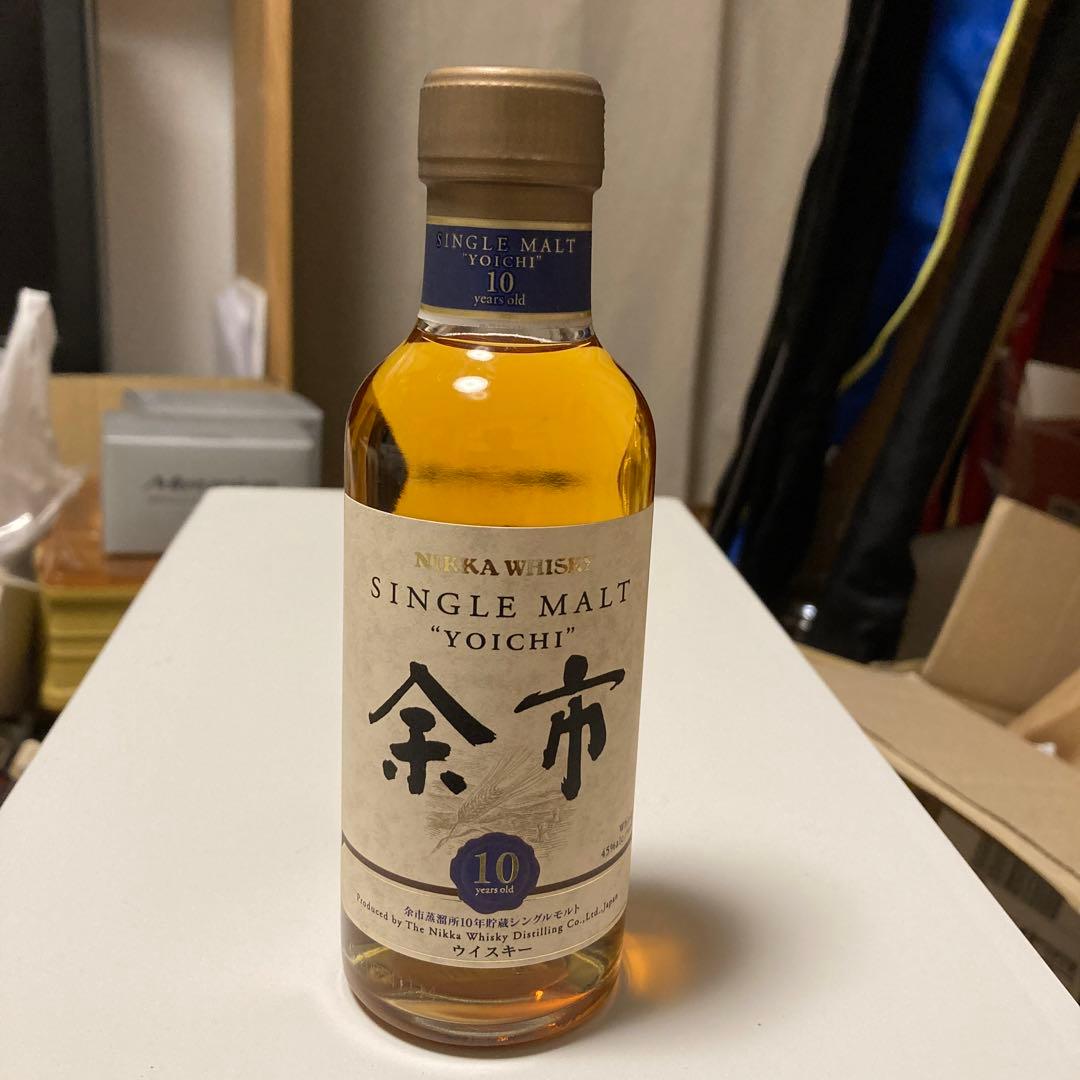 SINGLE MALT
"YOICHI"
10
years old
NIKKA WHISKY
SINGLE MALT
"YOICHI"
余市
10
years old
余市蒸溜所10年貯蔵シングルモルト
Produced by The Nikka Whisky Distilling Co.,Ltd.,Japan
ウイスキー